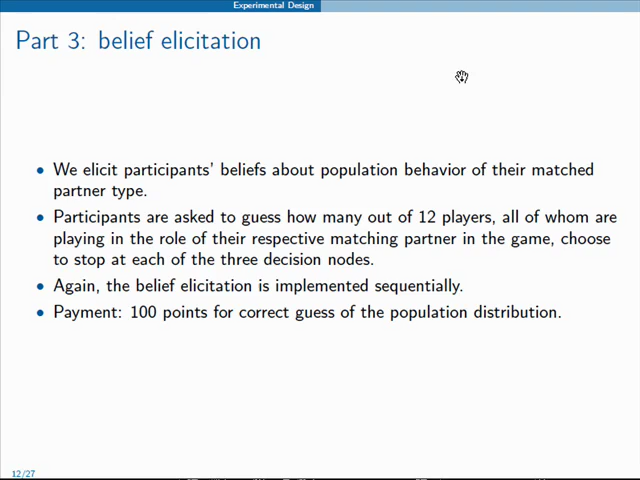 Experimental Design
Part 3: belief elicitation
• We elicit participants' beliefs about population behavior of their matched
partner type.
• Participants are asked to guess how many out of 12 players, all of whom are
playing in the role of their respective matching partner in the game, choose
to stop at each of the three decision nodes.
• Again, the belief elicitation is implemented sequentially.
• Payment: 100 points for correct guess of the population distribution.
12/27